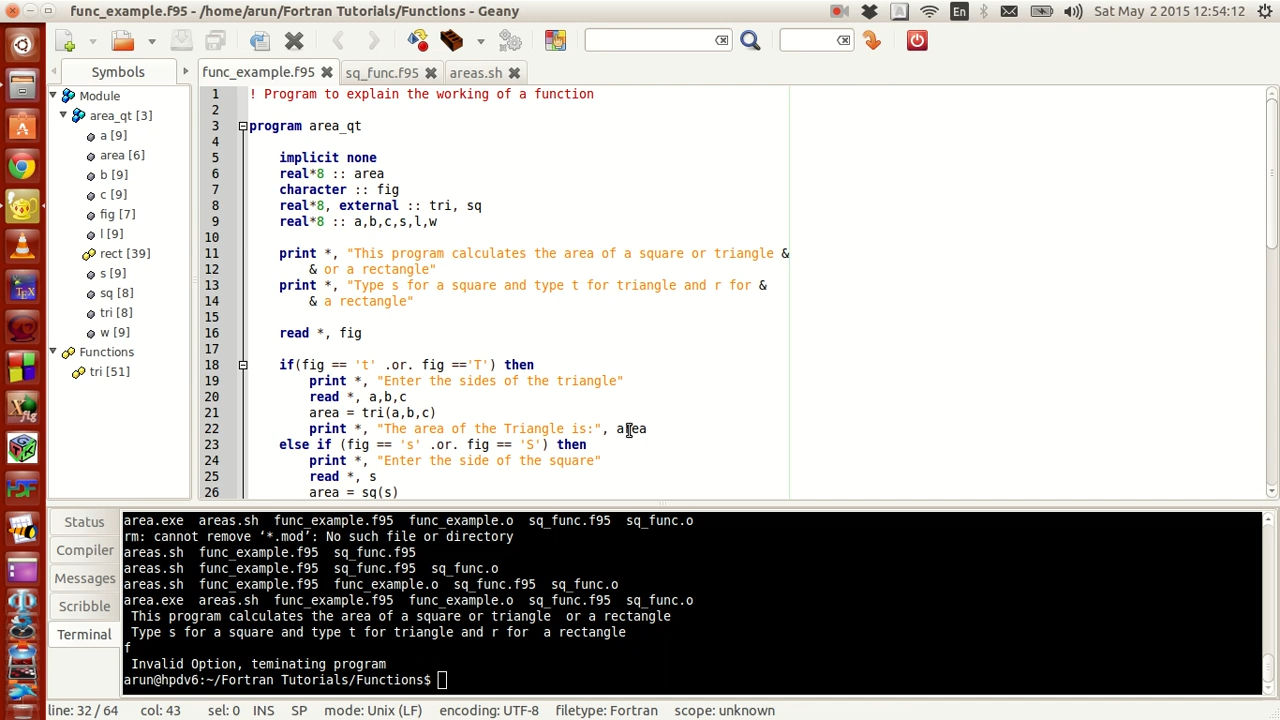 func_example.f95 - /home/arun/Fortran Tutorials/Functions - Geany
En
Sat May 2 2015 12:54:12
Symbols
func_example.f95
sq_func.f95
areas.sh
Module
area_qt [3]
a [9]
area [6]
b [9]
c [9]
fig [7]
l [9]
rect [39]
s [9]
sq [8]
tri [8]
w [9]
Functions
tri [51]
1 ! Program to explain the working of a function
2
3 program area_qt
4
5 implicit none
6 real*8 :: area
7 character :: fig
8 real*8, external :: tri, sq
9 real*8 :: a,b,c,s,l,w
10
11 print *, "This program calculates the area of a square or triangle &
12 & or a rectangle"
13 print *, "Type s for a square and type t for triangle and r for &
14 & a rectangle"
15
16 read *, fig
17
18 if(fig == 't' .or. fig =='T') then
19 print *, "Enter the sides of the triangle"
20 read *, a,b,c
21 area = tri(a,b,c)
22 print *, "The area of the Triangle is:", area
23 else if (fig == 's' .or. fig == 'S') then
24 print *, "Enter the side of the square"
25 read *, s
26 area = sq(s)
Status
Compiler
Messages
Scribble
Terminal
area.exe areas.sh func_example.f95 func_example.o sq_func.f95 sq_func.o
rm: cannot remove ‘*.mod’: No such file or directory
areas.sh func_example.f95 sq_func.f95
areas.sh func_example.f95 sq_func.f95 sq_func.o
areas.sh func_example.f95 func_example.o sq_func.f95 sq_func.o
area.exe areas.sh func_example.f95 func_example.o sq_func.f95 sq_func.o
This program calculates the area of a square or triangle or a rectangle
Type s for a square and type t for triangle and r for a rectangle
f
Invalid Option, teminating program
arun@hpdv6:~/Fortran Tutorials/Functions$
line: 32 / 64 col: 43 sel: 0 INS SP mode: Unix (LF) encoding: UTF-8 filetype: Fortran scope: unknown